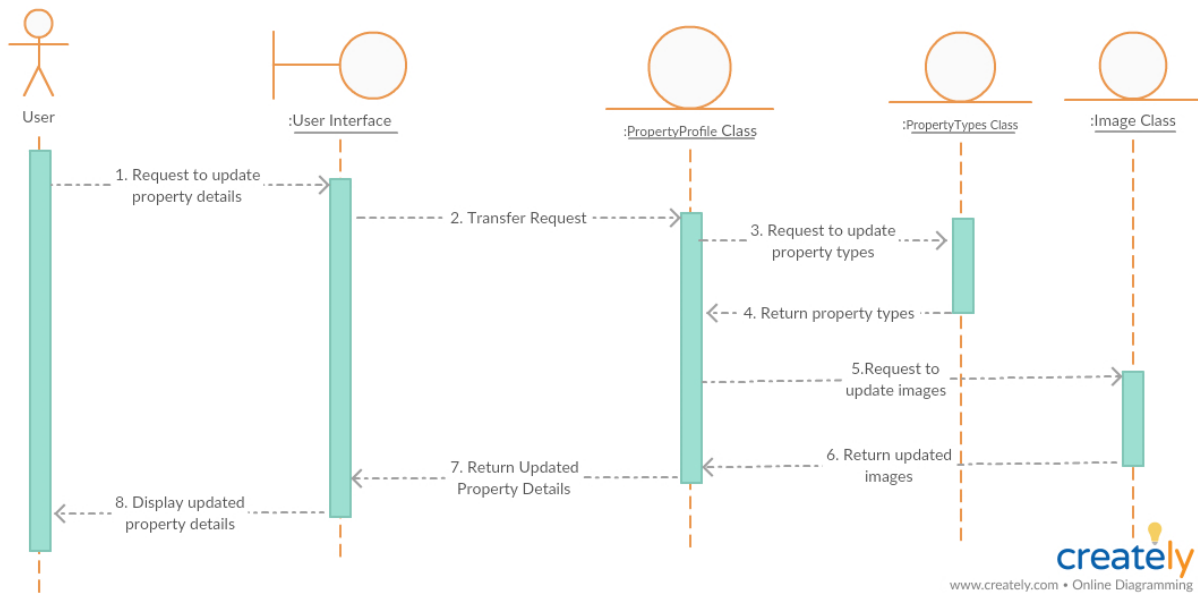 User
:User Interface
:PropertyProfile Class
:PropertyTypes Class
:Image Class
1. Request to update
property details
2. Transfer Request
3. Request to update
property types
4. Return property types
5.Request to
update images
6. Return updated
images
7. Return Updated
Property Details
8. Display updated
property details
creately
www.creately.com • Online Diagramming